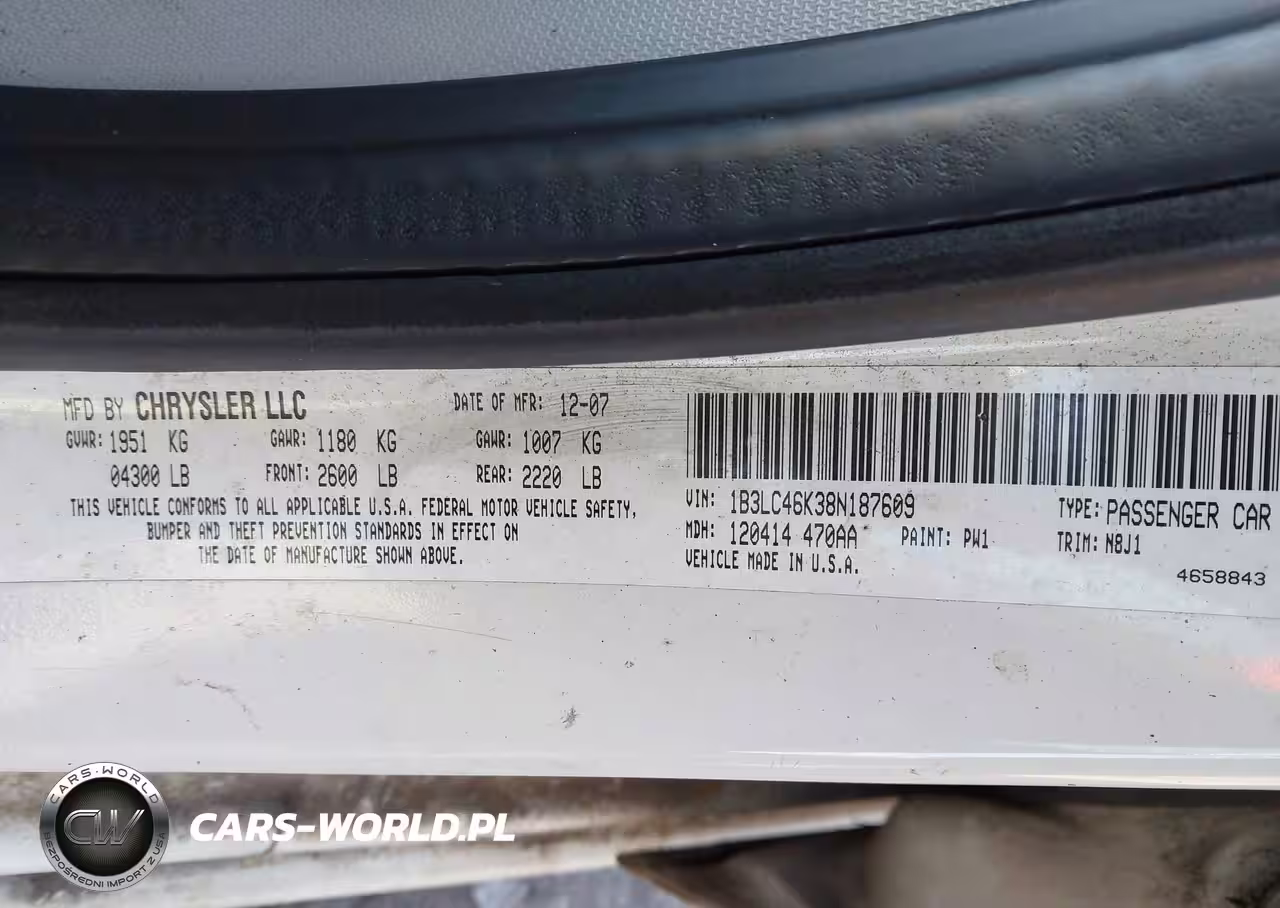 MFD BY CHRYSLER LLC DATE OF MFR: 12-07
GVWR: 1951 KG GAWR: 1180 KG GAWR: 1007 KG
04300 LB FRONT: 2600 LB REAR: 2220 LB
THIS VEHICLE CONFORMS TO ALL APPLICABLE U.S.A. FEDERAL MOTOR VEHICLE SAFETY,
BUMPER AND THEFT PREVENTION STANDARDS IN EFFECT ON
THE DATE OF MANUFACTURE SHOWN ABOVE.
VIN: 1B3LC46K38N187609 TYPE: PASSENGER CAR
MDH: 120414 470AA PAINT: PW1 TRIM: N8J1
VEHICLE MADE IN U.S.A.
4658843
CARS-WORLD
CW
BEZPOŚREDNI IMPORT Z USA
CARS-WORLD.PL